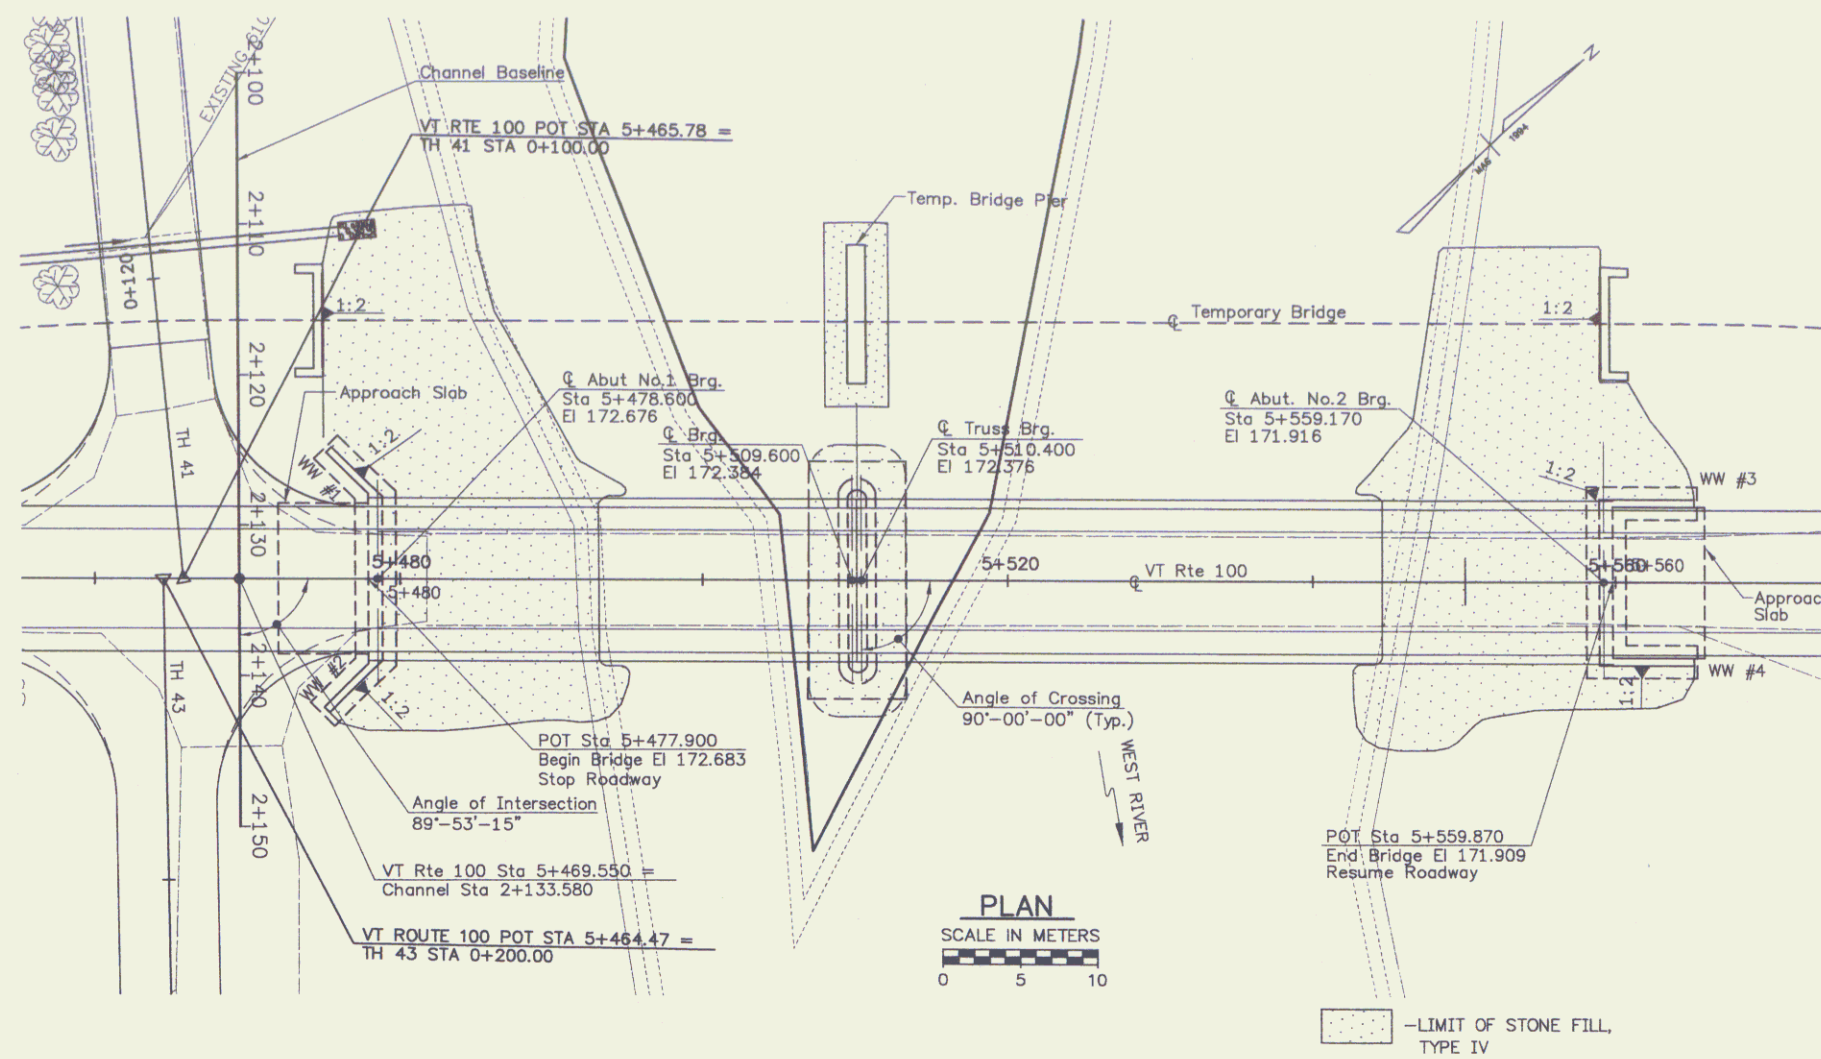 EXISTING
2+100
Channel Baseline
VT RTE 100 POT STA 5+465.78 =
TH 41 STA 0+100.00
N
MAG
1994
2+110
Temp. Bridge Pier
0+120
1:2
℄ Temporary Bridge
1:2
2+120
Approach Slab
℄ Abut No.1 Brg.
Sta 5+478.600
El 172.676
℄ Abut. No.2 Brg.
Sta 5+559.170
El 171.916
℄ Brg.
Sta 5+509.600
El 172.384
℄ Truss Brg.
Sta 5+510.400
El 172.376
TH 41
1:2
WW #1
1:2
WW #3
2+130
5+480
5+480
5+520
℄ VT Rte 100
5+560
5+560
Approac
Slab
TH 43
WW #2
2+140
1:2
WW #4
1:2
Angle of Crossing
90°-00'-00" (Typ.)
WEST RIVER
POT Sta 5+477.900
Begin Bridge El 172.683
Stop Roadway
Angle of Intersection
89°-53'-15"
2+150
POT Sta 5+559.870
End Bridge El 171.909
Resume Roadway
VT Rte 100 Sta 5+469.550 =
Channel Sta 2+133.580
VT ROUTE 100 POT STA 5+464.47 =
TH 43 STA 0+200.00
PLAN
SCALE IN METERS
0 5 10
-LIMIT OF STONE FILL,
TYPE IV